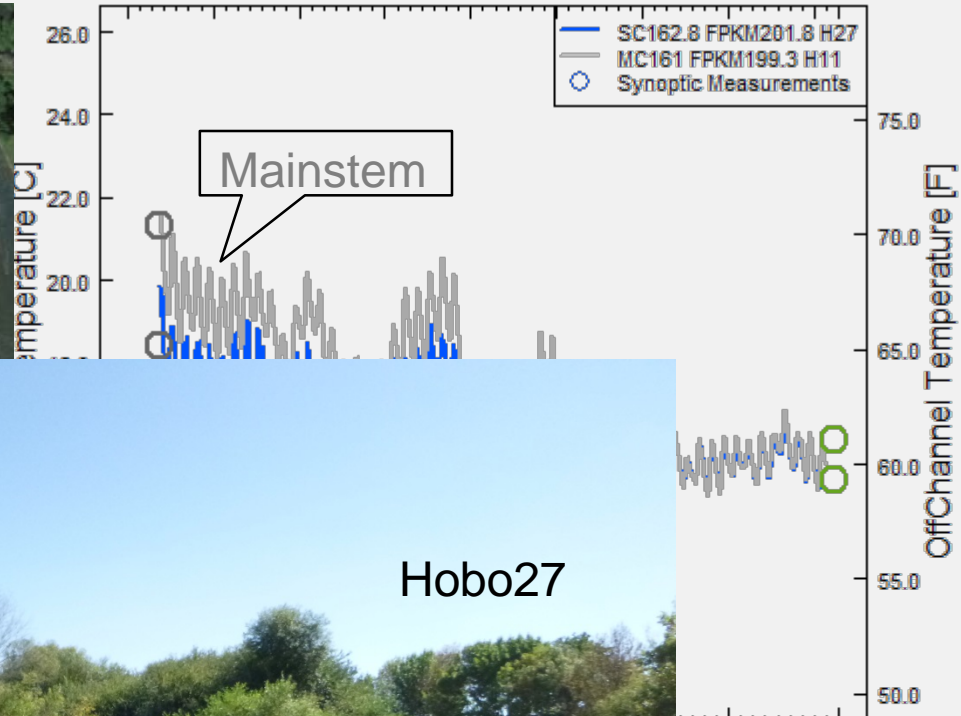 26.0
24.0
22.0
20.0
SC162.8 FPKM201.8 H27
MC161 FPKM199.3 H11
Synoptic Measurements
Mainstem
75.0
70.0
65.0
60.0
55.0
50.0
OffChannel Temperature [F]
Temperature [C]
Hobo27